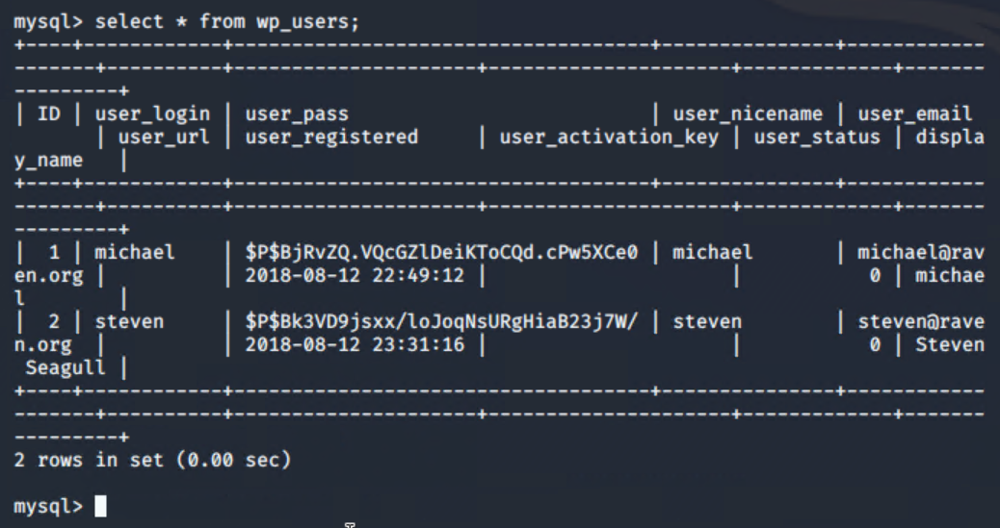 mysql> select * from wp_users;
+----+------------+------------------------------------+---------------+------------
-------+----------+---------------------+---------------------+-------------+-------
---------+
| ID | user_login | user_pass                          | user_nicename | user_email
       | user_url | user_registered     | user_activation_key | user_status | displa
y_name   |
+----+------------+------------------------------------+---------------+------------
-------+----------+---------------------+---------------------+-------------+-------
---------+
|  1 | michael    | $P$BjRvZQ.VQcGZlDeiKToCQd.cPw5XCe0 | michael       | michael@rav
en.org |          | 2018-08-12 22:49:12 |                     |           0 | michae
l        |
|  2 | steven     | $P$Bk3VD9jsxx/loJoqNsURgHiaB23j7W/ | steven        | steven@rave
n.org  |          | 2018-08-12 23:31:16 |                     |           0 | Steven
 Seagull |
+----+------------+------------------------------------+---------------+------------
-------+----------+---------------------+---------------------+-------------+-------
---------+
2 rows in set (0.00 sec)
mysql>